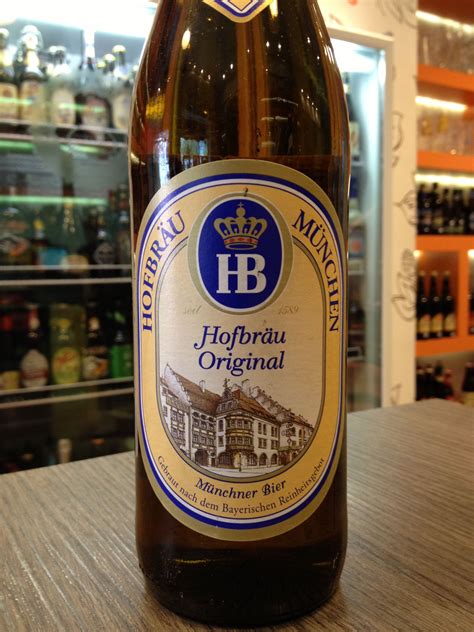 HOFBRÄU MÜNCHEN
HB
seit 1589
Hofbräu
Original
Münchner Bier
Gebraut nach dem Bayerischen Reinheitsgebot